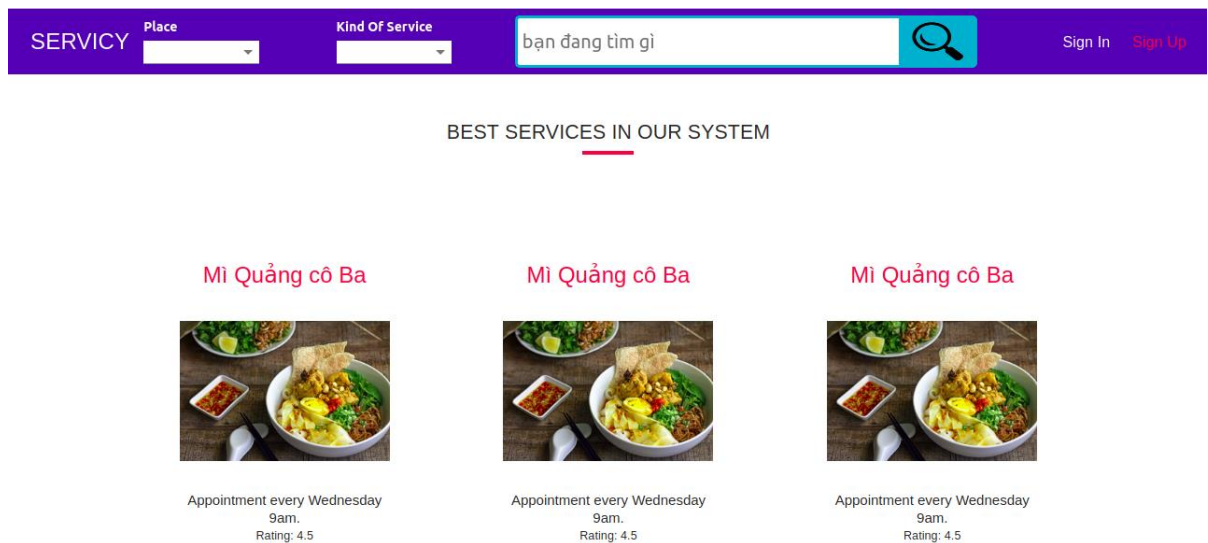 SERVICY
Place
Kind Of Service
bạn đang tìm gì
Sign In
Sign Up
BEST SERVICES IN OUR SYSTEM
Mì Quảng cô Ba
Mì Quảng cô Ba
Mì Quảng cô Ba
Appointment every Wednesday
9am.
Rating: 4.5
Appointment every Wednesday
9am.
Rating: 4.5
Appointment every Wednesday
9am.
Rating: 4.5